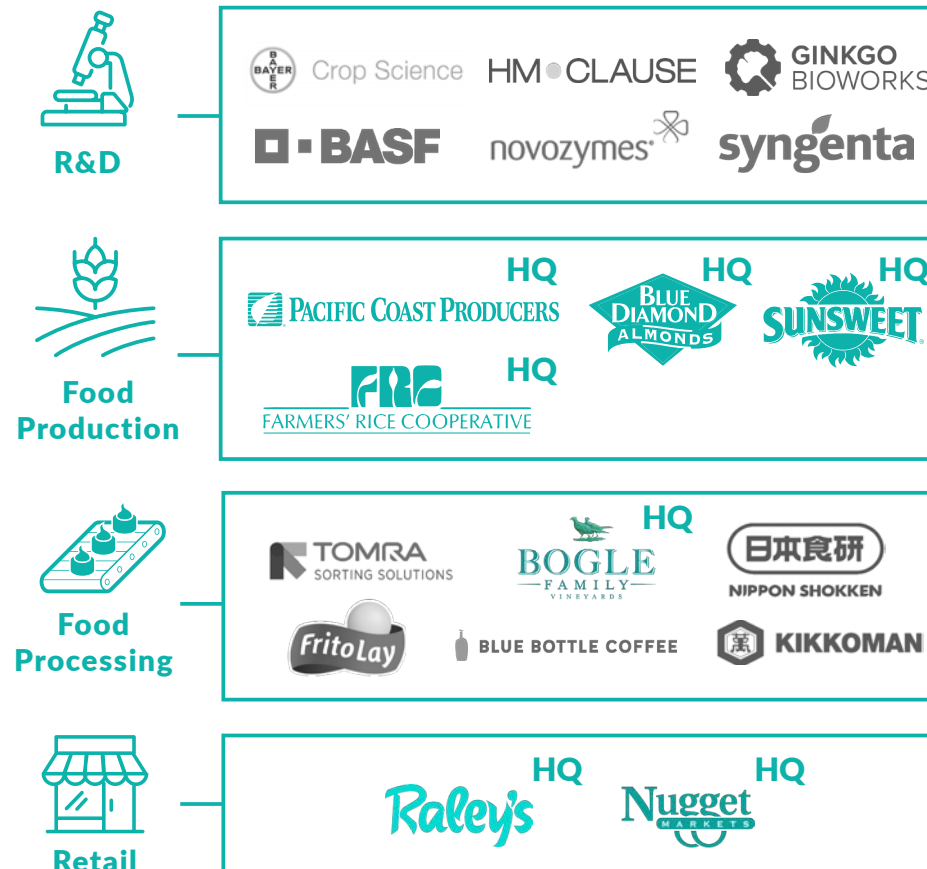 R&D
BAYER
BAYER
Crop Science
HM CLAUSE
GINKGO
BIOWORKS
BASF
novozymes
syngenta
Food
Production
HQ
PACIFIC COAST PRODUCERS
HQ
BLUE
DIAMOND
ALMONDS
HQ
SUNSWEET
HQ
FRC
FARMERS' RICE COOPERATIVE
Food
Processing
TOMRA
SORTING SOLUTIONS
HQ
BOGLE
FAMILY
VINEYARDS
日本食研
NIPPON SHOKKEN
FritoLay
BLUE BOTTLE COFFEE
萬
KIKKOMAN
Retail
HQ
Raley's
HQ
Nugget
MARKETS